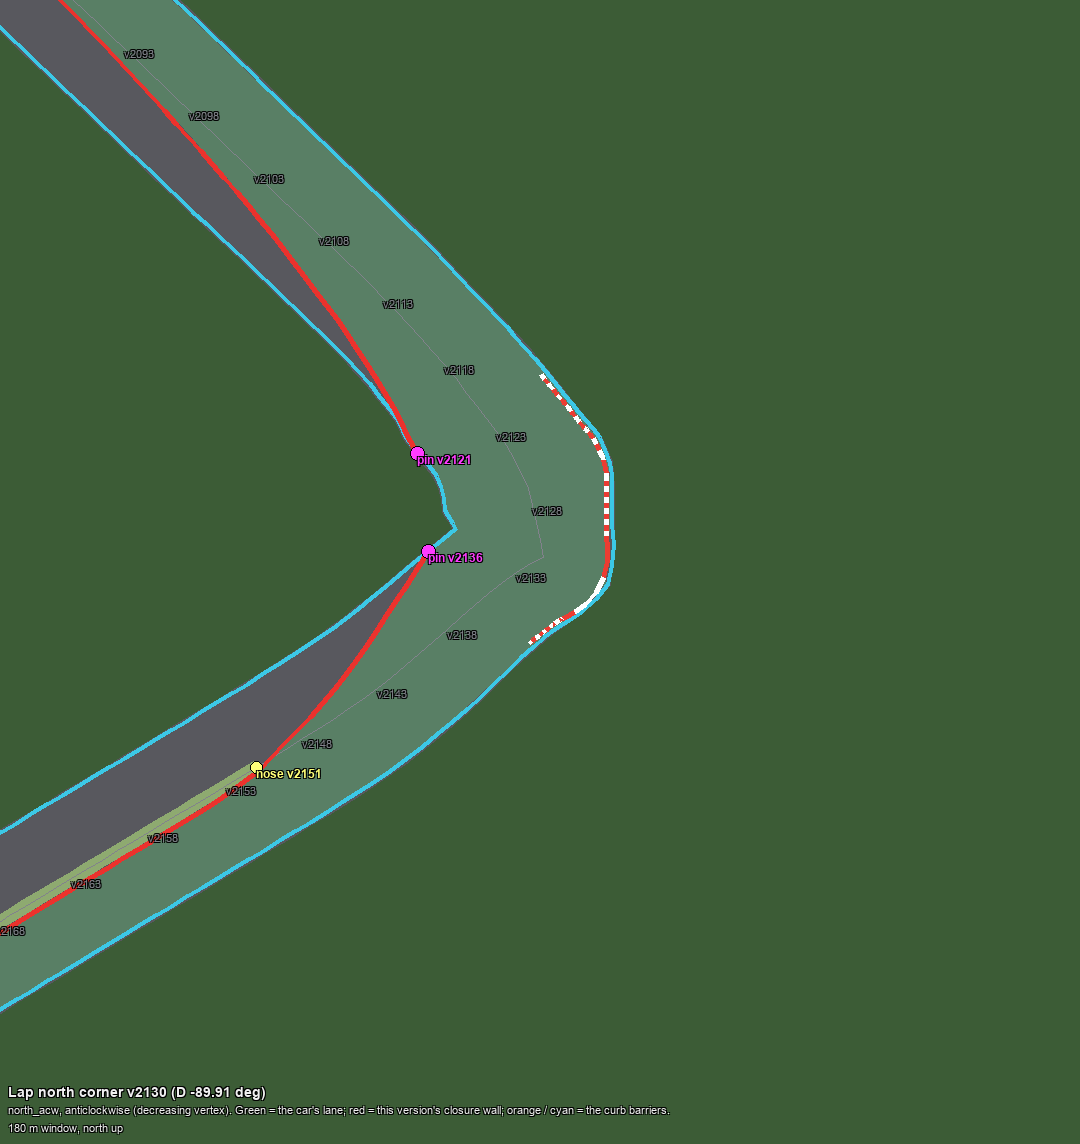 v2093
v2098
v2103
v2108
v2113
v2118
v2123
pin v2121
v2128
pin v2136
v2133
v2138
v2143
v2148
nose v2151
v2153
v2158
v2163
2168
Lap north corner v2130 (D -89.91 deg)
north_acw, anticlockwise (decreasing vertex). Green = the car's lane; red = this version's closure wall; orange / cyan = the curb barriers.
180 m window, north up